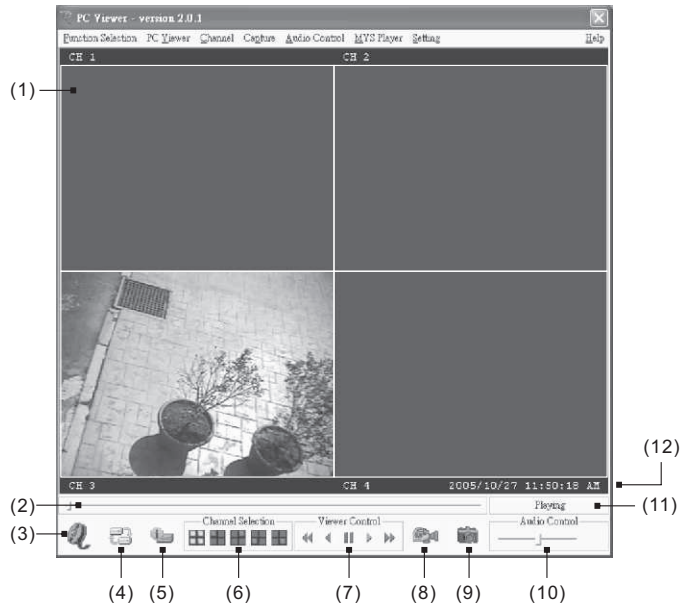 PC Viewer - version 2.0.1
Function Selection PC Viewer Channel Capture Audio Control MYS Player Setting Help
CH 1 CH 2
(1)
CH 3 CH 4 2005/10/27 11:50:18 AM
(12)
(2)
Playing
(11)
(3)
Channel Selection Viewer Control Audio Control
(4) (5) (6) (7) (8) (9) (10)